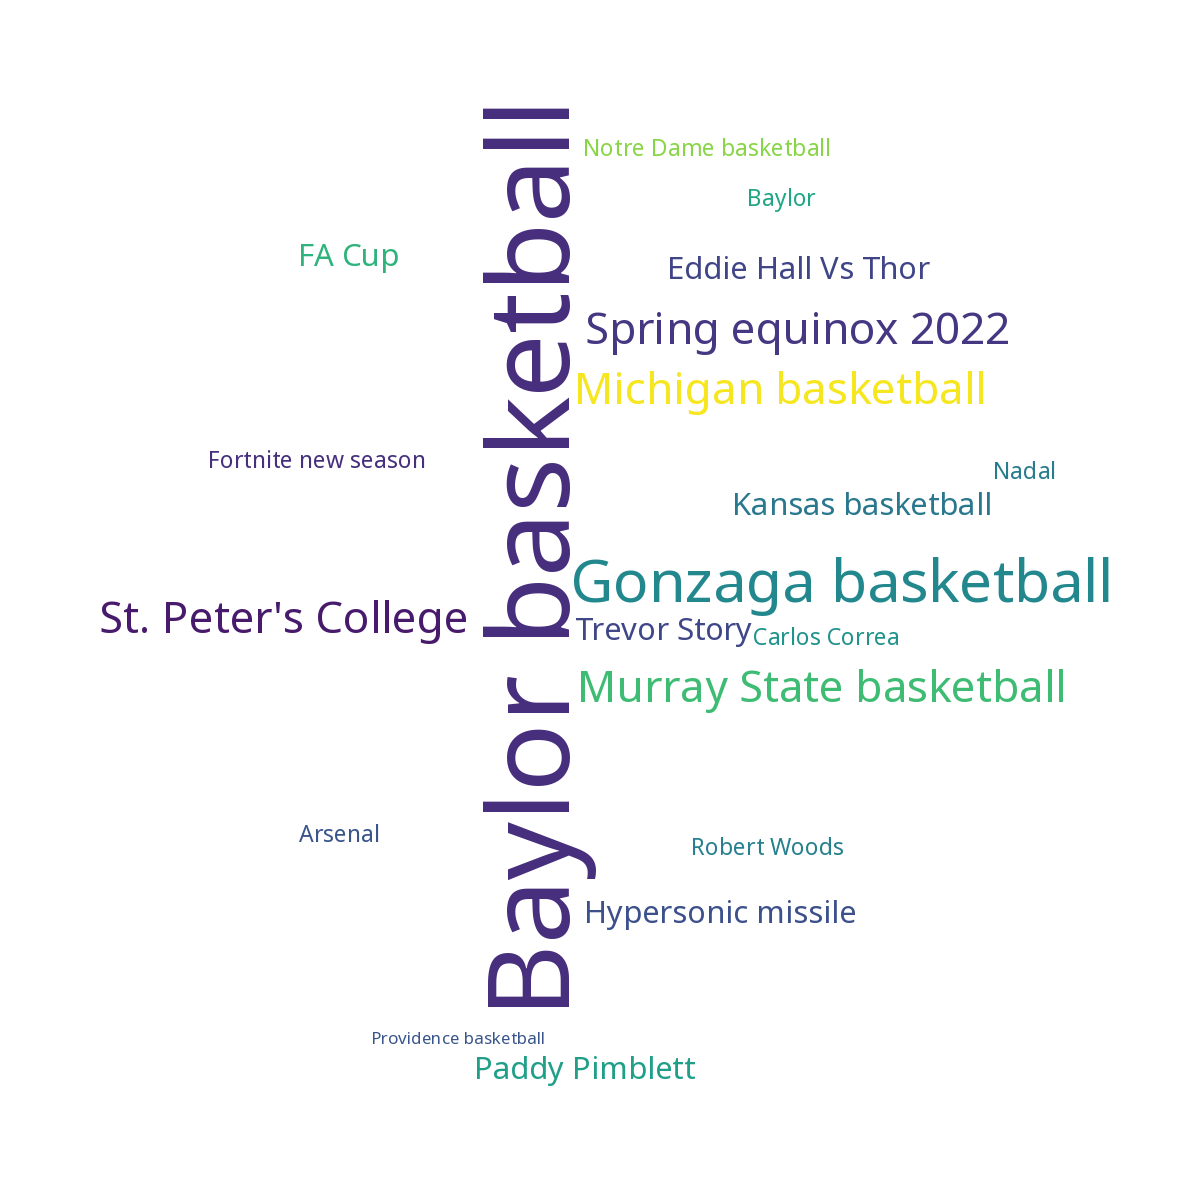 Baylor basketball
Notre Dame basketball
Baylor
FA Cup
Eddie Hall Vs Thor
Spring equinox 2022
Michigan basketball
Fortnite new season
Nadal
Kansas basketball
Gonzaga basketball
St. Peter's College
Trevor Story
Carlos Correa
Murray State basketball
Arsenal
Robert Woods
Hypersonic missile
Providence basketball
Paddy Pimblett